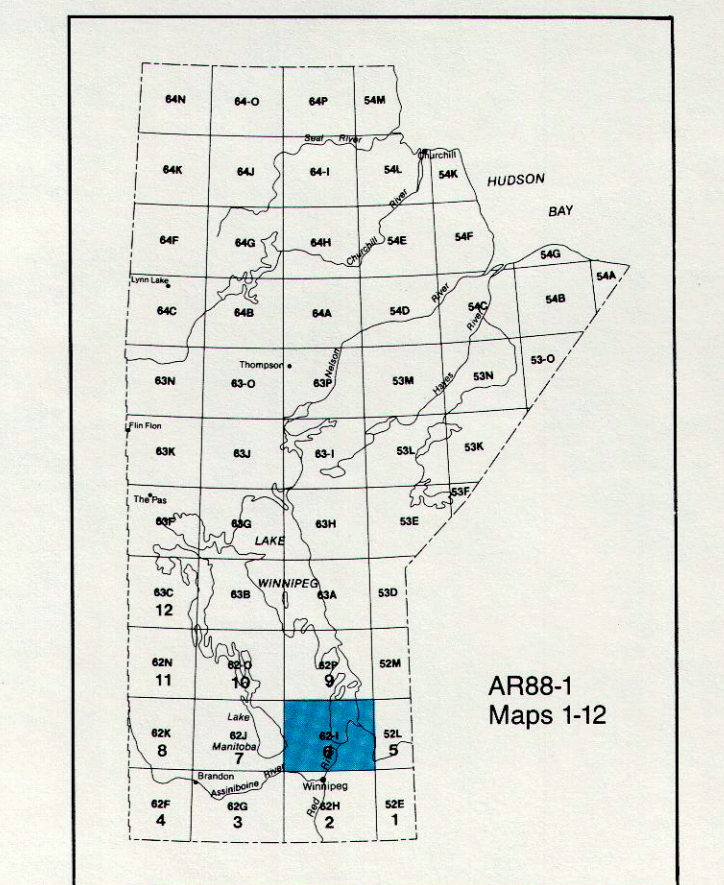 64N 64-O 64P 54M
Seal River
64K 64J 64-I 54L Churchill 54K
HUDSON
BAY
River
64F 64G 64H Churchill 54E 54F
54G
54A
Lynn Lake
64C 64B 64A 54D River 54C 54B
River
Thompson
63N 63-O 63P Nelson 53M Hayes 53N 53-O
Flin Flon
63K 63J 63-I 53L 53K
The Pas
53F
63F 63G 63H 53E
LAKE
WINNIPEG
63C 63B 63A 53D
12
62N 62-O 62P 52M
11 10 9
AR88-1
Maps 1-12
Lake
62K 62J 62-I 52L
8 Manitoba 7 6 5
River
Brandon
Assiniboine River
Winnipeg
62F 62G Red 62H 52E
4 3 2 1